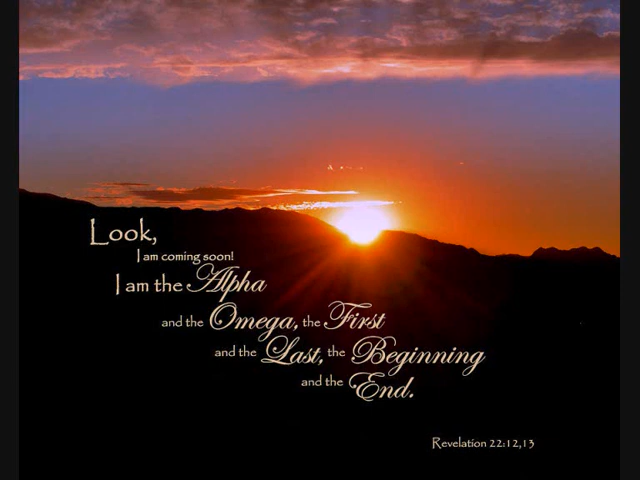 Look,
I am coming soon!
I am the Alpha
and the Omega, the First
and the Last, the Beginning
and the End.
Revelation 22:12,13